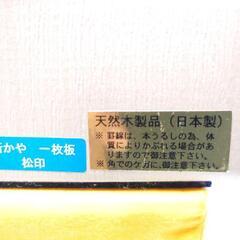 天然木製品（日本製）
※ 罫線は、本うるしの為、体
質によりかぶれる場合があ
りますので御注意下さい。
※ 角でのケガに、御注意下さい。
かや 一枚板
松印